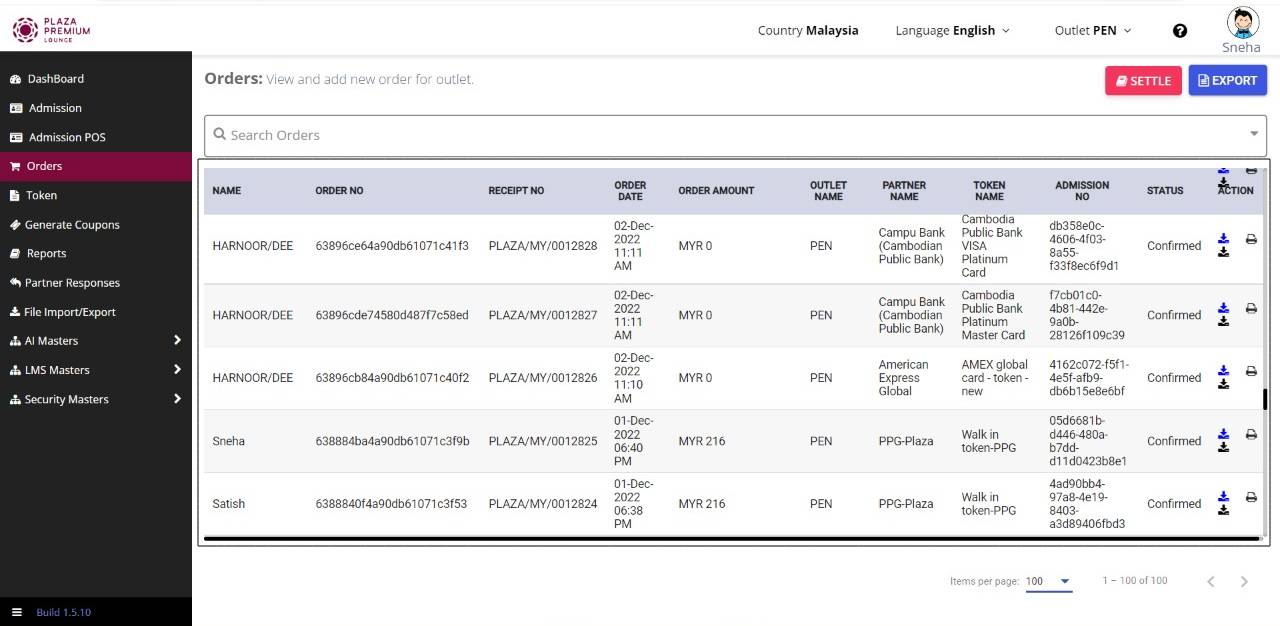 PLAZA
PREMIUM
LOUNGE
Country Malaysia
Language English
Outlet PEN
Sneha
DashBoard
Admission
Admission POS
Orders
Token
Generate Coupons
Reports
Partner Responses
File Import/Export
AI Masters
LMS Masters
Security Masters
Build 1.5.10
Orders: View and add new order for outlet.
SETTLE
EXPORT
Search Orders
NAME
ORDER NO
RECEIPT NO
ORDER
DATE
ORDER AMOUNT
OUTLET
NAME
PARTNER
NAME
TOKEN
NAME
ADMISSION
NO
STATUS
ACTION
HARNOOR/DEE
63896ce64a90db61071c41f3
PLAZA/MY/0012828
02-Dec-
2022
11:11
AM
MYR 0
PEN
Campu Bank
(Cambodian
Public Bank)
Cambodia
Public Bank
VISA
Platinum
Card
db358e0c-
4606-4f03-
8a55-
f33f8ec6f9d1
Confirmed
HARNOOR/DEE
63896cde74580d487f7c58ed
PLAZA/MY/0012827
02-Dec-
2022
11:11
AM
MYR 0
PEN
Campu Bank
(Cambodian
Public Bank)
Cambodia
Public Bank
Platinum
Master Card
f7cb01c0-
4b81-442e-
9a0b-
28126f109c39
Confirmed
HARNOOR/DEE
63896cb84a90db61071c40f2
PLAZA/MY/0012826
02-Dec-
2022
11:10
AM
MYR 0
PEN
American
Express
Global
AMEX global
card - token -
new
4162c072-f5f1-
4e5f-afb9-
db6b15e8e6bf
Confirmed
Sneha
638884ba4a90db61071c3f9b
PLAZA/MY/0012825
01-Dec-
2022
06:40
PM
MYR 216
PEN
PPG-Plaza
Walk in
token-PPG
05d6681b-
d446-480a-
b7dd-
d11d0423b8e1
Confirmed
Satish
6388840f4a90db61071c3f53
PLAZA/MY/0012824
01-Dec-
2022
06:38
PM
MYR 216
PEN
PPG-Plaza
Walk in
token-PPG
4ad90bb4-
97a8-4e19-
8403-
a3d89406fbd3
Confirmed
Items per page: 100
1 – 100 of 100